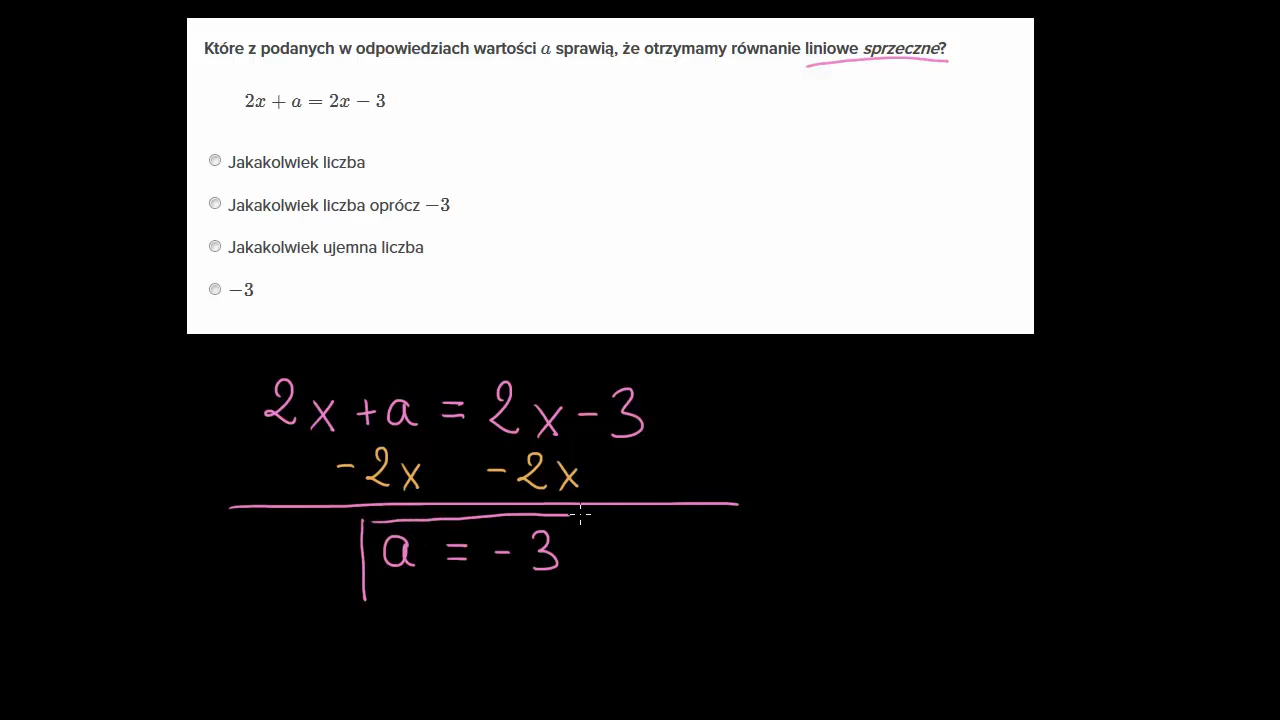 Które z podanych w odpowiedziach wartości a sprawią, że otrzymamy równanie liniowe sprzeczne?
2x + a = 2x − 3
Jakakolwiek liczba
Jakakolwiek liczba oprócz −3
Jakakolwiek ujemna liczba
−3
2x + a = 2x − 3
− 2x − 2x
a = − 3